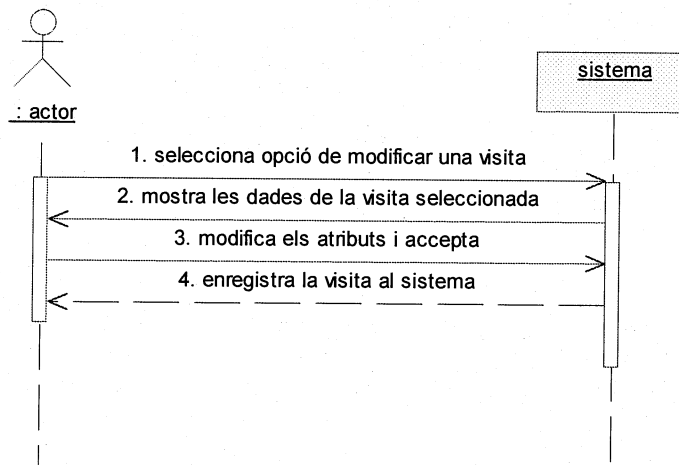 sistema
: actor
1. selecciona opció de modificar una visita
2. mostra les dades de la visita seleccionada
3. modifica els atributs i accepta
4. enregistra la visita al sistema